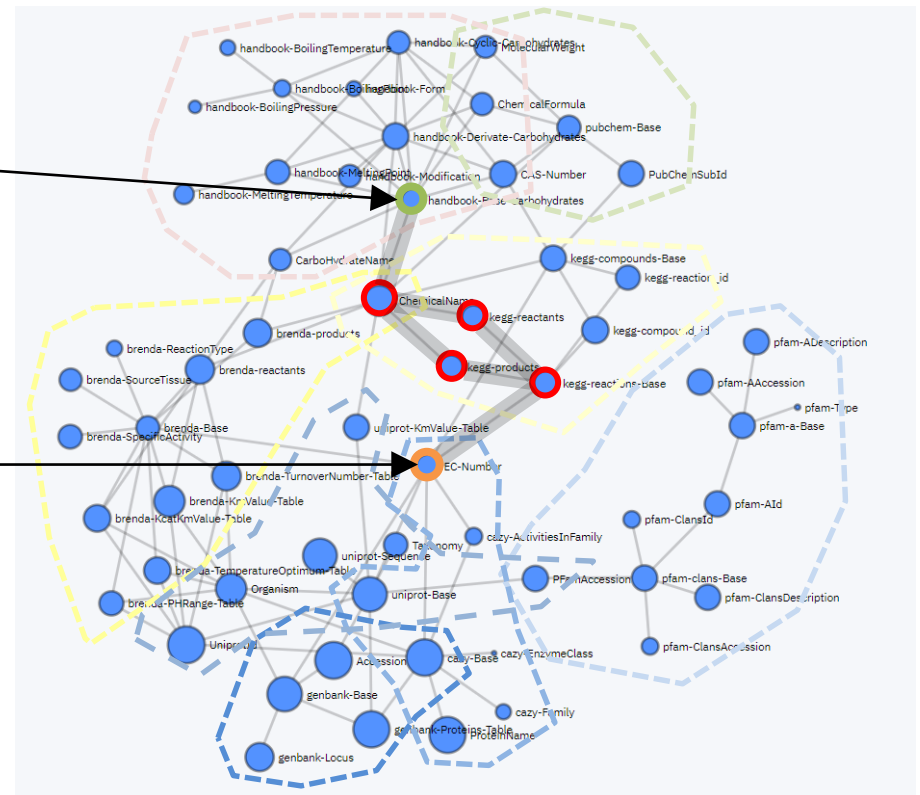 handbook-BoilingTemperature
handbook-Cyclic-Carbohydrates
MolecularWeight
handbook-BoilingPoint
handbook-Form
handbook-BoilingPressure
ChemicalFormula
handbook-Derivate-Carbohydrates
pubchem-Base
handbook-MeltingPoint
handbook-Modification
CAS-Number
PubChemSubId
handbook-MeltingTemperature
handbook-Base-Carbohydrates
CarboHydrateName
kegg-compounds-Base
kegg-reaction_id
ChemicalName
kegg-reactants
brenda-products
kegg-compound_id
pfam-ADescription
brenda-ReactionType
brenda-reactants
kegg-products
brenda-SourceTissue
kegg-reactions-Base
pfam-AAccession
pfam-Type
brenda-Base
uniprot-KmValue-Table
pfam-a-Base
brenda-SpecificActivity
EC-Number
brenda-TurnoverNumber-Table
brenda-KmValue-Table
pfam-AId
brenda-KcatKmValue-Table
pfam-ClansId
cazy-ActivitiesInFamily
Taxonomy
uniprot-Sequence
brenda-TemperatureOptimum-Table
PFamAccession
pfam-clans-Base
Organism
uniprot-Base
pfam-ClansDescription
brenda-PHRange-Table
UniprotId
pfam-ClansAccession
cazy-EnzymeClass
Accession
cazy-Base
genbank-Base
cazy-Family
genbank-Proteins-Table
ProteinName
genbank-Locus